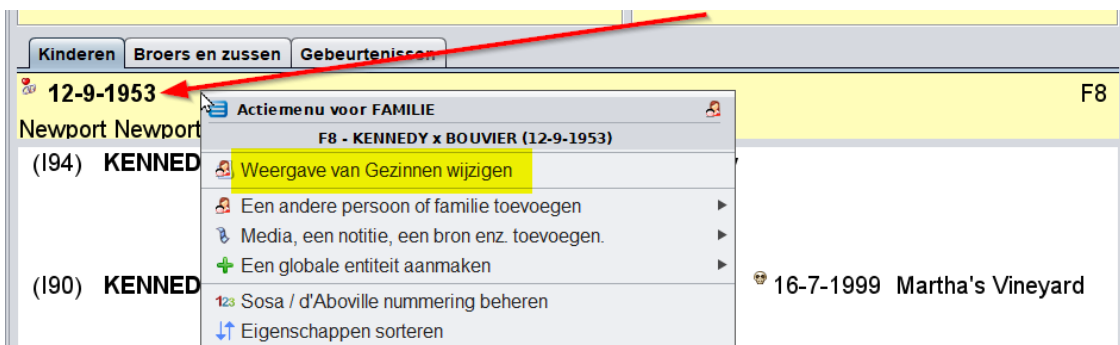 Kinderen Broers en zussen Gebeurtenissen
12-9-1953 F8
Newport Newport
Actiemenu voor FAMILIE
F8 - KENNEDY x BOUVIER (12-9-1953)
(I94) KENNED
Weergave van Gezinnen wijzigen
Een andere persoon of familie toevoegen
Media, een notitie, een bron enz. toevoegen.
Een globale entiteit aanmaken
(I90) KENNED 16-7-1999 Martha's Vineyard
123 Sosa / d'Aboville nummering beheren
Eigenschappen sorteren